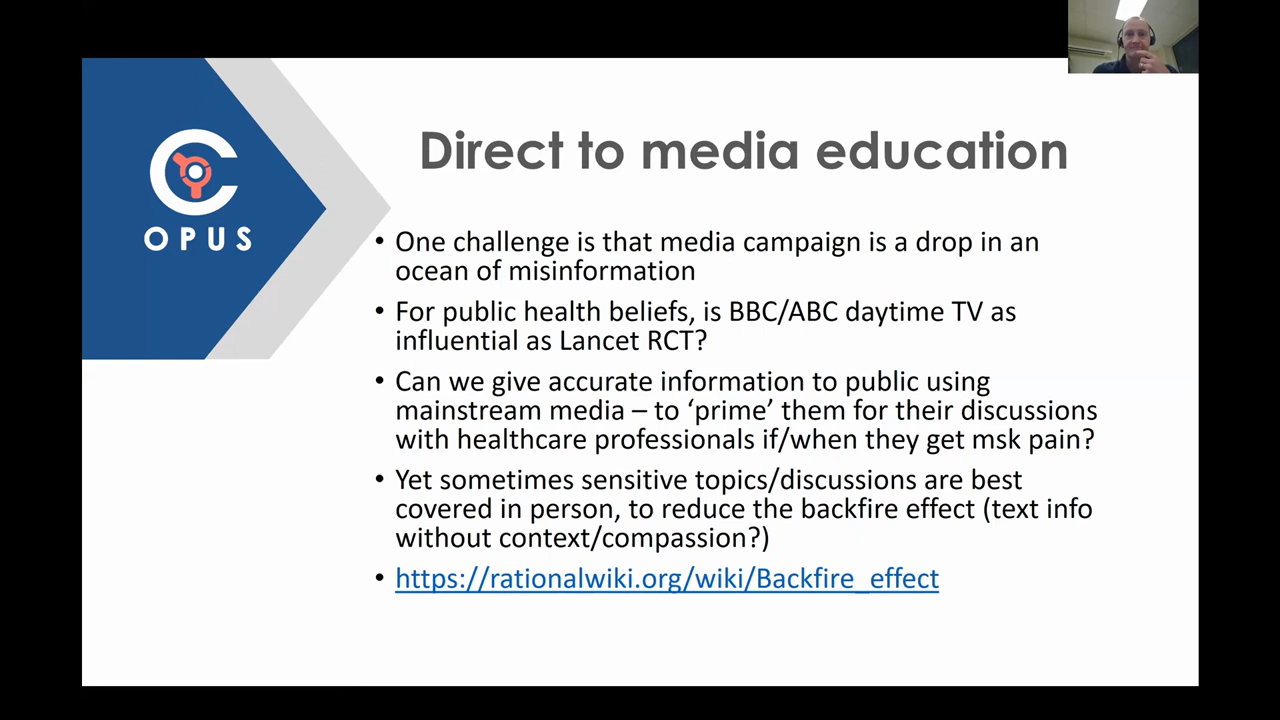 OPUS
Direct to media education
• One challenge is that media campaign is a drop in an
ocean of misinformation
• For public health beliefs, is BBC/ABC daytime TV as
influential as Lancet RCT?
• Can we give accurate information to public using
mainstream media – to ‘prime’ them for their discussions
with healthcare professionals if/when they get msk pain?
• Yet sometimes sensitive topics/discussions are best
covered in person, to reduce the backfire effect (text info
without context/compassion?)
• https://rationalwiki.org/wiki/Backfire_effect